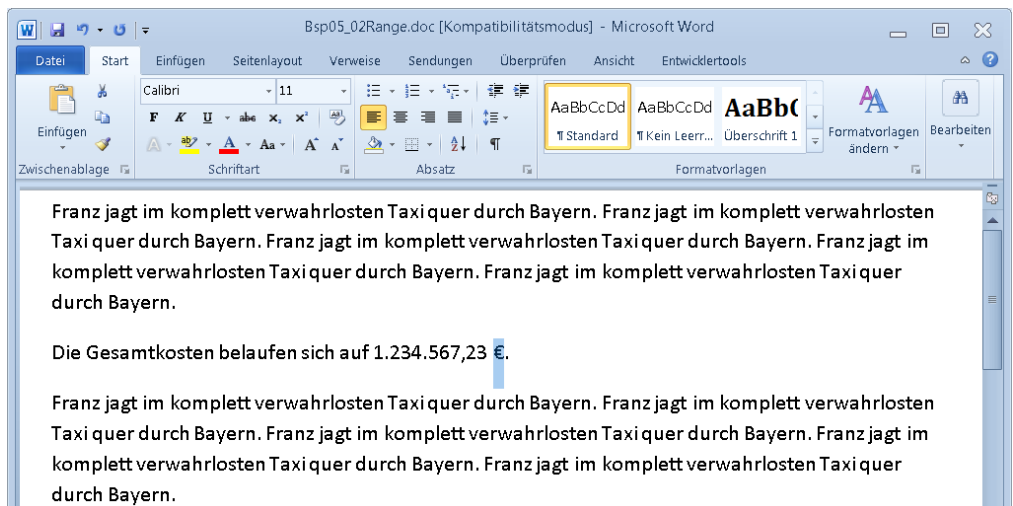 Bsp05_02Range.doc [Kompatibilitätsmodus] - Microsoft Word
Datei Start Einfügen Seitenlayout Verweise Sendungen Überprüfen Ansicht Entwicklertools
Calibri 11
AaBbCcDd AaBbCcDd AaBb(
Einfügen
F K U abc x₂ x²
¶ Standard ¶ Kein Leerr... Überschrift 1
Formatvorlagen ändern
Bearbeiten
A ab A Aa A A
Zwischenablage Schriftart Absatz Formatvorlagen
Franz jagt im komplett verwahrlosten Taxi quer durch Bayern. Franz jagt im komplett verwahrlosten
Taxi quer durch Bayern. Franz jagt im komplett verwahrlosten Taxi quer durch Bayern. Franz jagt im
komplett verwahrlosten Taxi quer durch Bayern. Franz jagt im komplett verwahrlosten Taxi quer
durch Bayern.
Die Gesamtkosten belaufen sich auf 1.234.567,23 €.
Franz jagt im komplett verwahrlosten Taxi quer durch Bayern. Franz jagt im komplett verwahrlosten
Taxi quer durch Bayern. Franz jagt im komplett verwahrlosten Taxi quer durch Bayern. Franz jagt im
komplett verwahrlosten Taxi quer durch Bayern. Franz jagt im komplett verwahrlosten Taxi quer
durch Bayern.